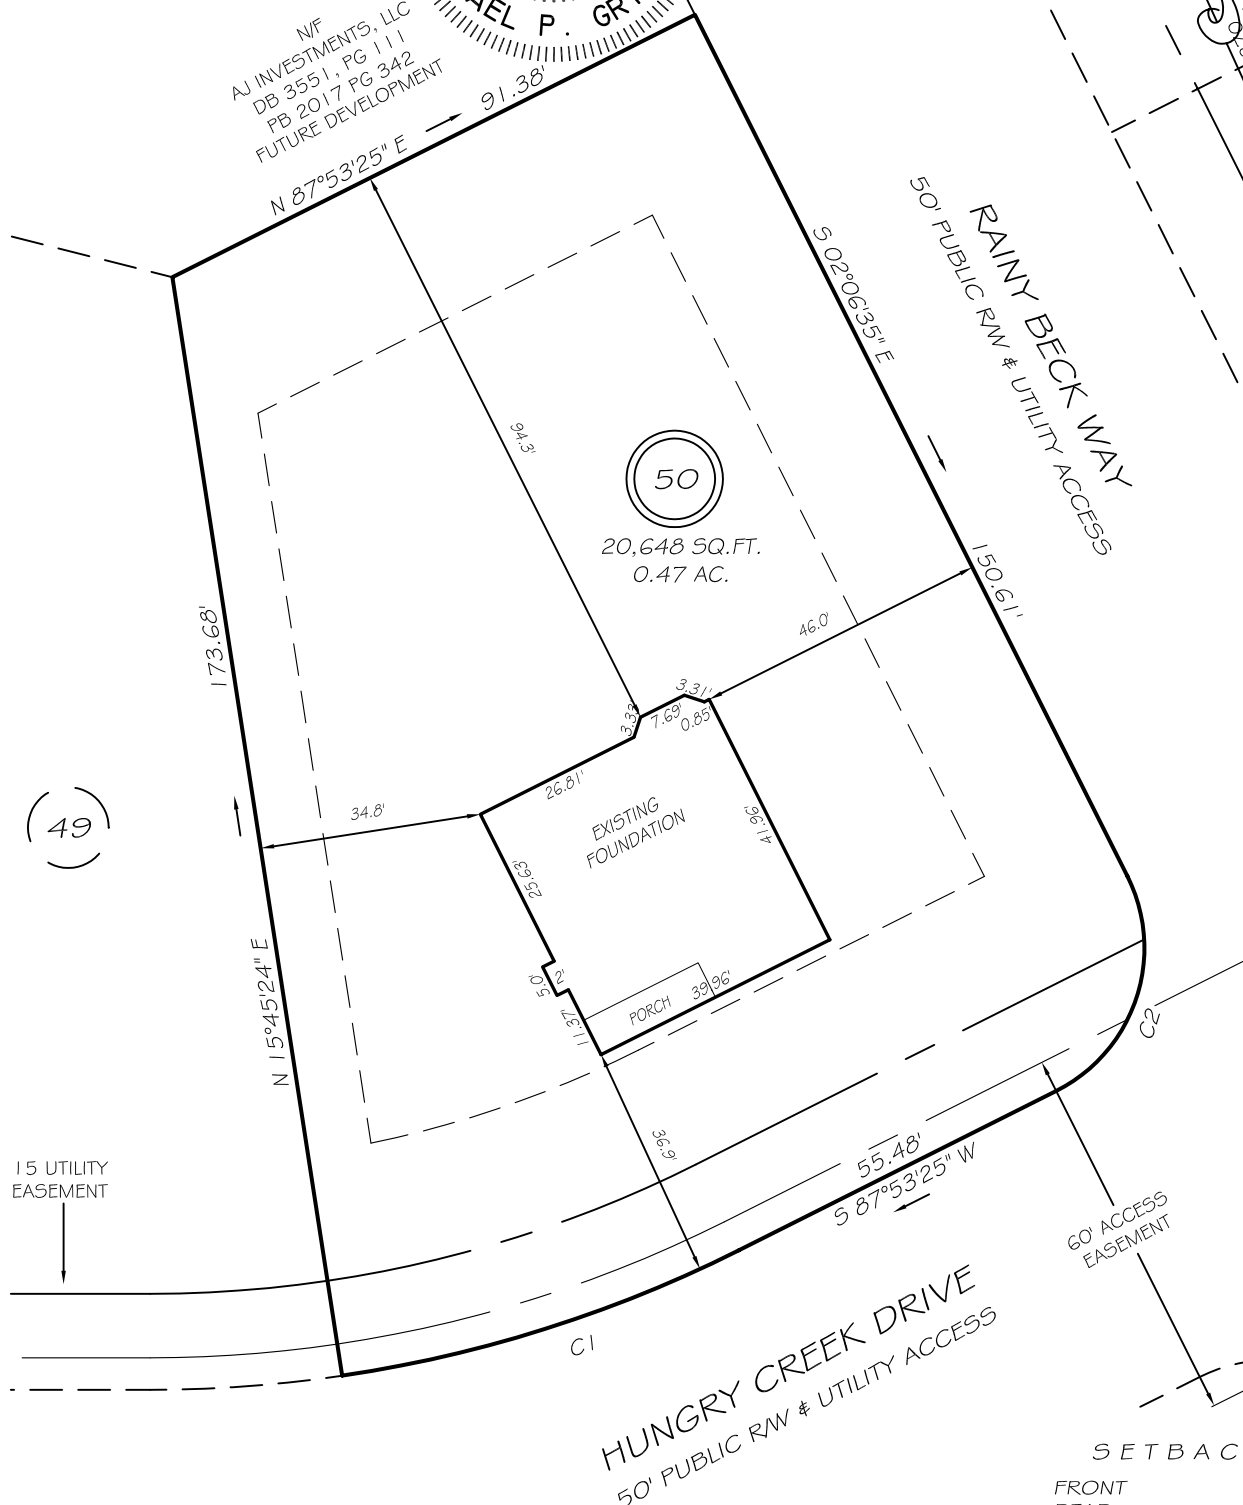 AEL P. GRY
N/F
AJ INVESTMENTS, LLC
DB 3551, PG 111
PB 2017 PG 342
FUTURE DEVELOPMENT
N 87°53'25" E
91.38'
S 02°06'35" E
150.61'
RAINY BECK WAY
50' PUBLIC R/W & UTILITY ACCESS
94.3'
50
20,648 SQ.FT.
0.47 AC.
46.0'
173.68'
N 15°45'24" E
49
34.8'
3.33'
7.69'
3.31'
0.85'
26.81'
EXISTING
FOUNDATION
41.96'
25.63'
5.0'
2'
11.37'
PORCH
39.96'
36.6'
15 UTILITY
EASEMENT
C2
55.48'
S 87°53'25" W
60' ACCESS
EASEMENT
C1
HUNGRY CREEK DRIVE
50' PUBLIC R/W & UTILITY ACCESS
SETBAC
FRONT